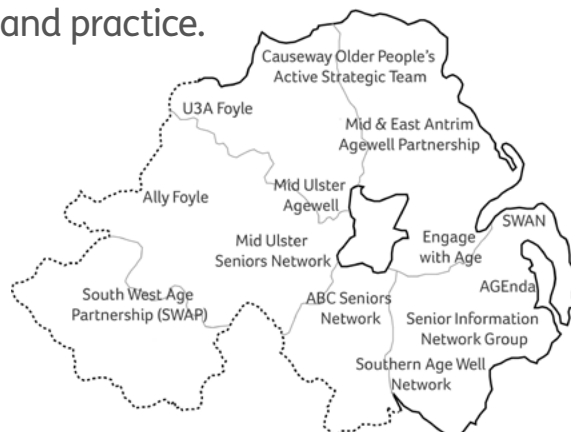 and practice.
Causeway Older People's
Active Strategic Team
U3A Foyle
Mid & East Antrim
Agewell Partnership
Ally Foyle
Mid Ulster
Agewell
SWAN
Mid Ulster
Seniors Network
Engage
with Age
South West Age
Partnership (SWAP)
ABC Seniors
Network
AGEnda
Senior Information
Network Group
Southern Age Well
Network